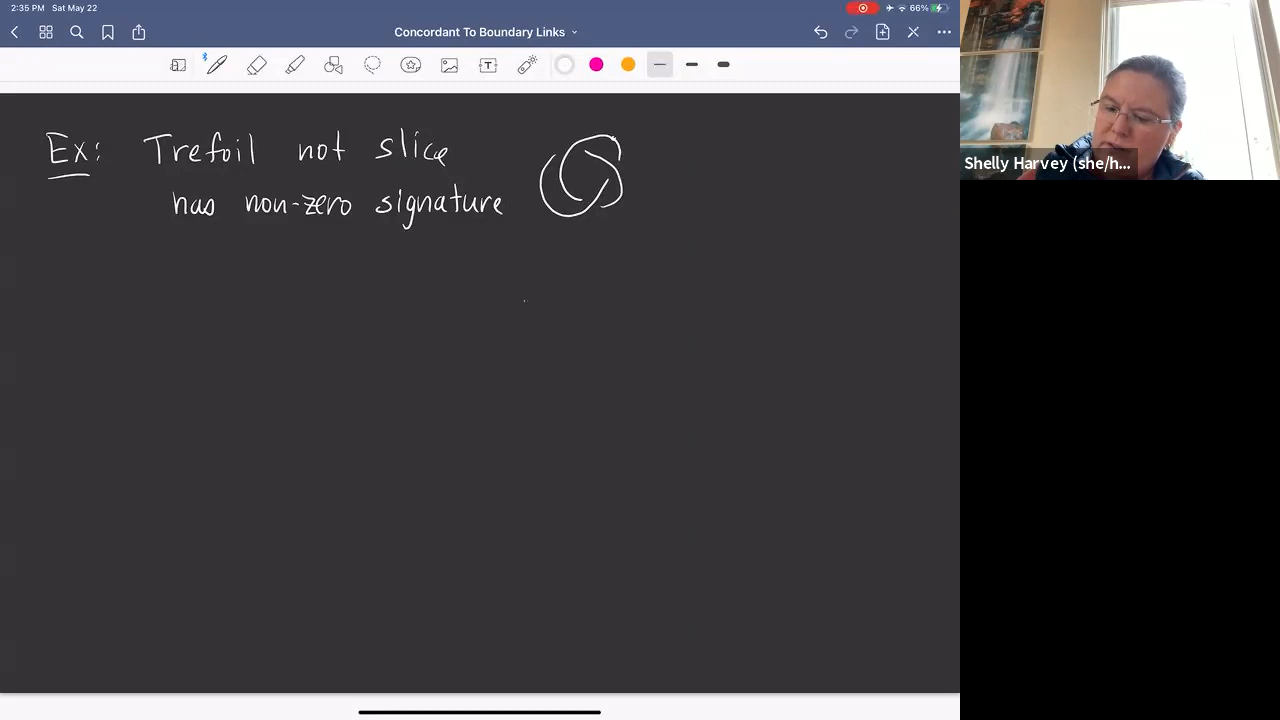 2:35 PM Sat May 22
66%
Concordant To Boundary Links
T
Ex: Trefoil not slice
has non-zero signature
Shelly Harvey (she/h...